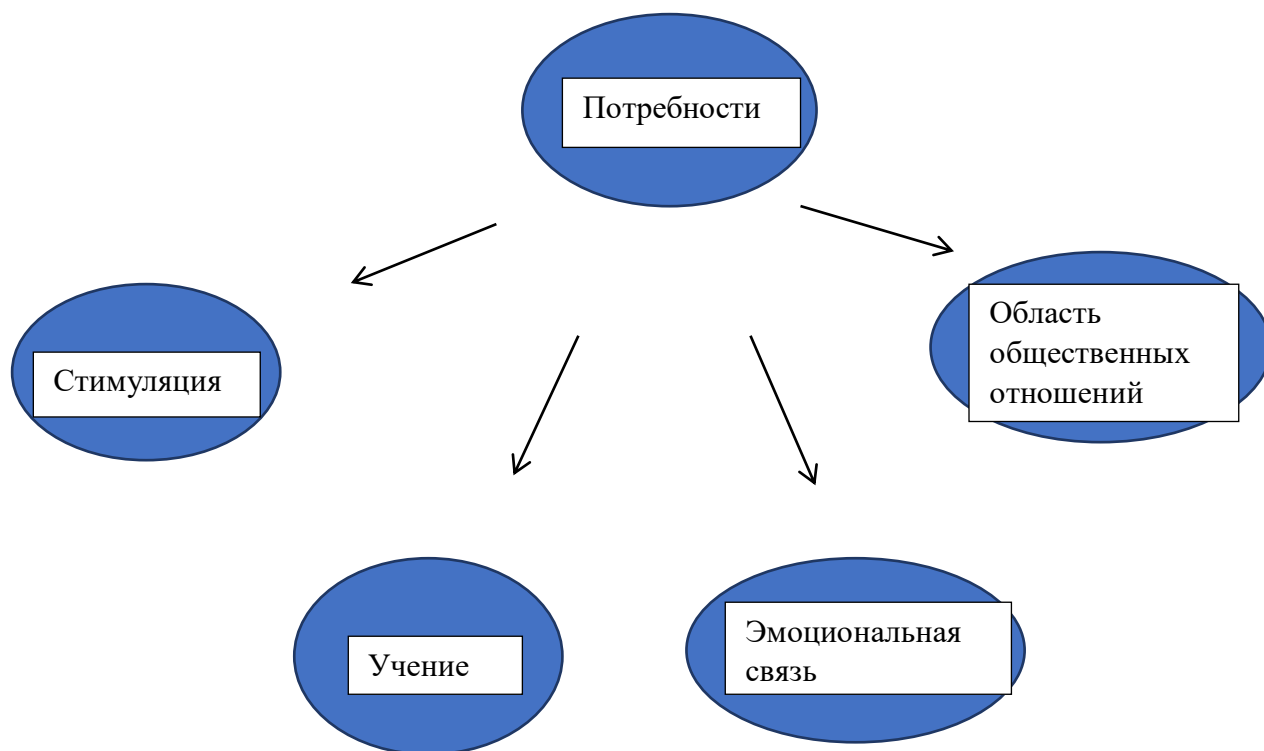 Потребности
Стимуляция
Область
общественных
отношений
Учение
Эмоциональная
связь